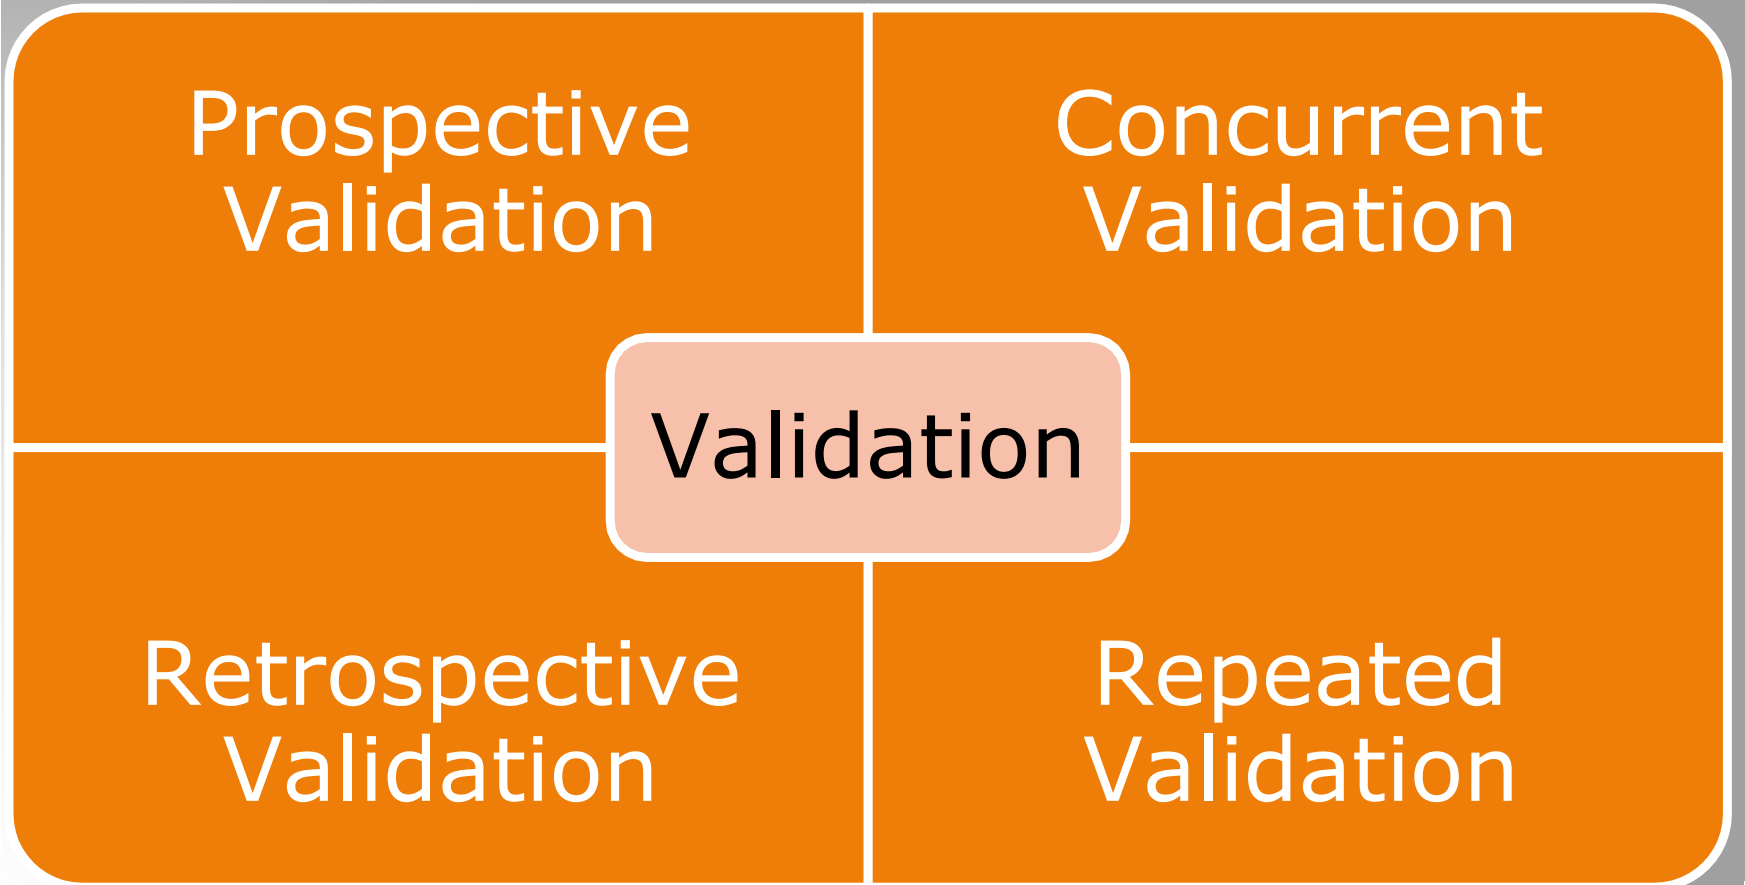 Prospective
Validation
Concurrent
Validation
Validation
Retrospective
Validation
Repeated
Validation